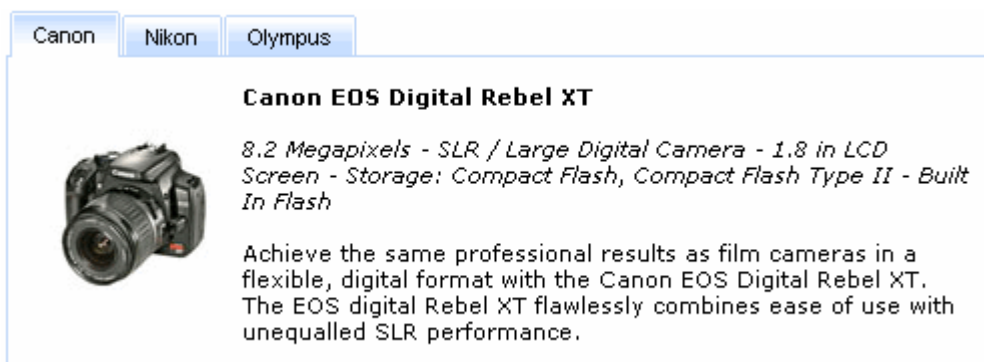 Canon Nikon Olympus
Canon EOS Digital Rebel XT
8.2 Megapixels - SLR / Large Digital Camera - 1.8 in LCD
Screen - Storage: Compact Flash, Compact Flash Type II - Built
In Flash
Achieve the same professional results as film cameras in a
flexible, digital format with the Canon EOS Digital Rebel XT.
The EOS digital Rebel XT flawlessly combines ease of use with
unequalled SLR performance.